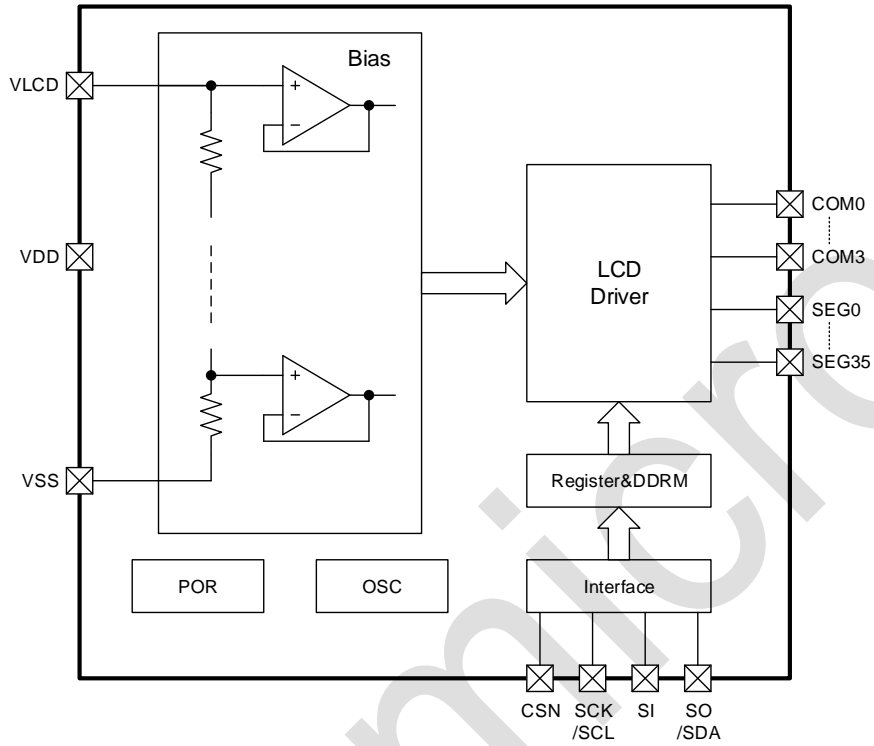 Bias
VLCD
VDD
VSS
LCD
Driver
COM0
COM3
SEG0
SEG35
Register&DDRM
Interface
POR
OSC
CSN
SCK
/SCL
SI
SO
/SDA
micro